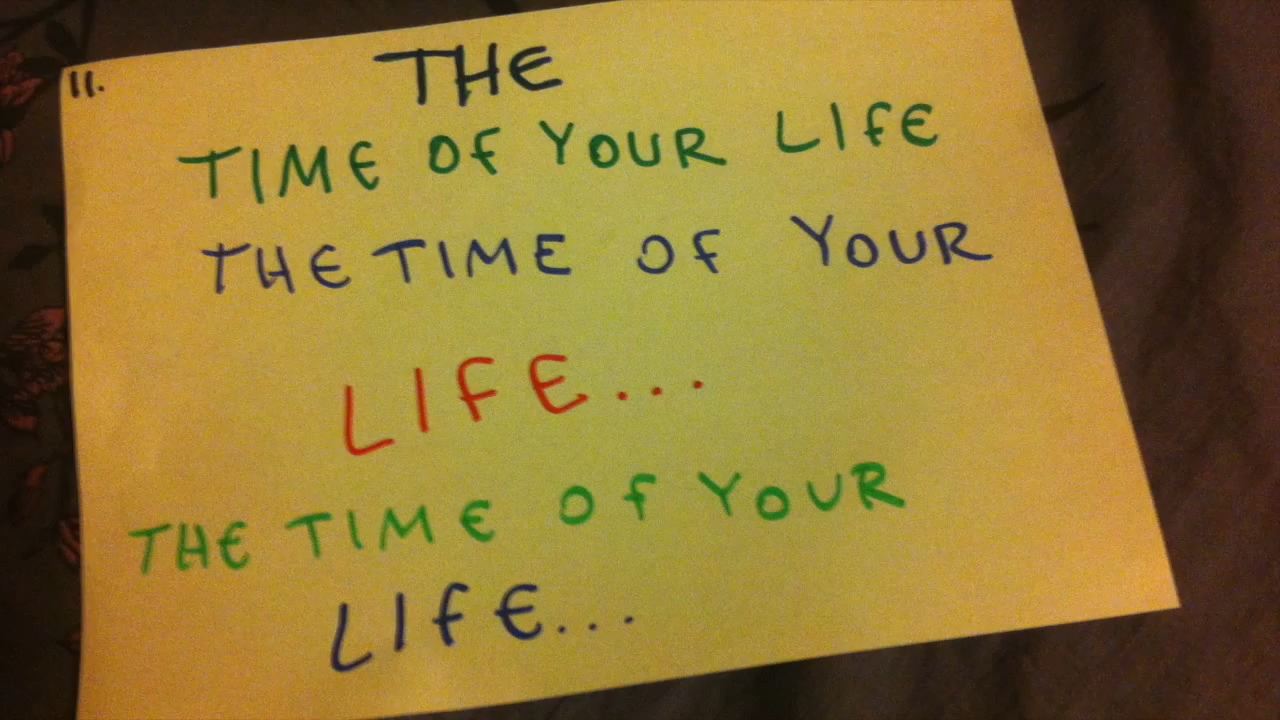 11.
THE
TIME OF YOUR LIFE
THE TIME OF YOUR
LIFE...
THE TIME OF YOUR
LIFE...